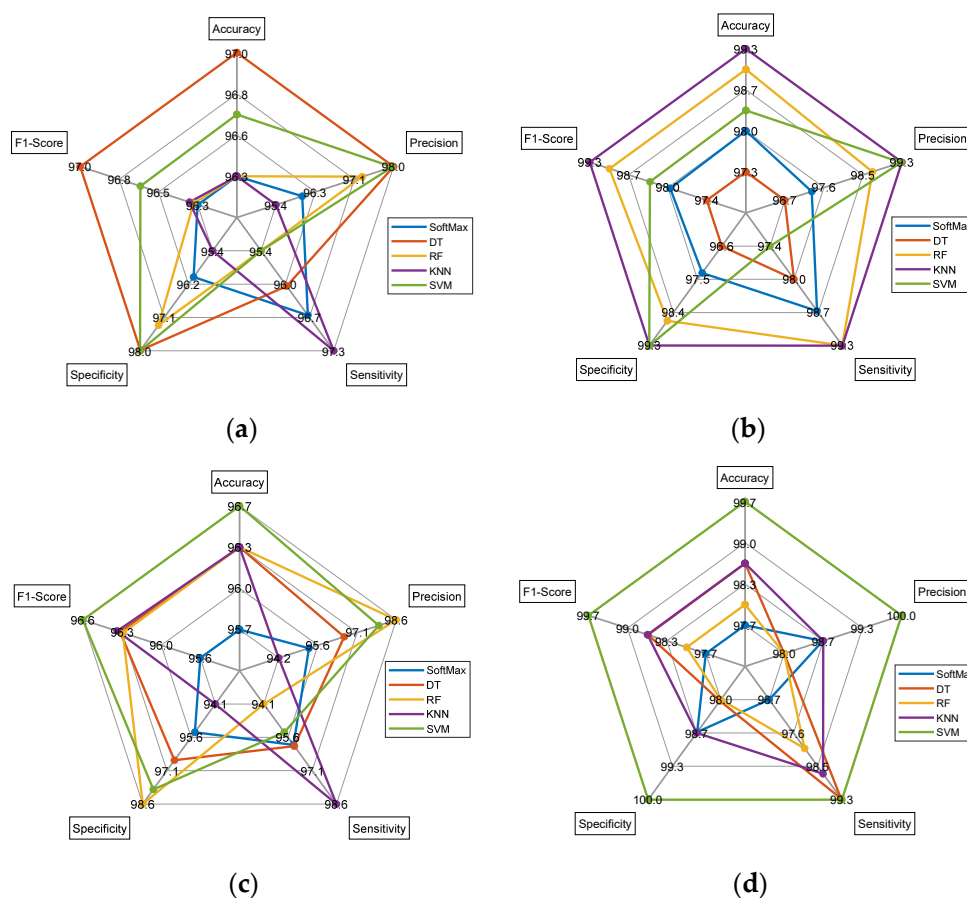 Accuracy
97.0
96.8
96.6
96.3
F1-Score
97.0
96.8
96.5
96.3
Precision
98.0
97.1
96.3
95.4
Specificity
98.0
97.1
96.2
95.4
Sensitivity
97.3
96.7
96.0
95.4
SoftMax
DT
RF
KNN
SVM
(a)
Accuracy
99.3
98.7
98.0
97.3
F1-Score
99.3
98.7
98.0
97.4
Precision
99.3
98.5
97.6
96.7
Specificity
99.3
98.4
97.5
96.6
Sensitivity
99.3
98.7
98.0
97.4
SoftMax
DT
RF
KNN
SVM
(b)
Accuracy
96.7
96.3
96.0
95.7
F1-Score
96.6
96.3
96.0
95.6
Precision
98.6
97.1
95.6
94.2
Specificity
98.6
97.1
95.6
94.1
Sensitivity
98.6
97.1
95.6
94.1
SoftMax
DT
RF
KNN
SVM
(c)
Accuracy
99.7
99.0
98.3
97.7
F1-Score
99.7
99.0
98.3
97.7
Precision
100.0
99.3
98.7
98.0
Specificity
100.0
99.3
98.7
98.0
Sensitivity
99.3
98.5
97.6
96.7
SoftMax
DT
RF
KNN
SVM
(d)